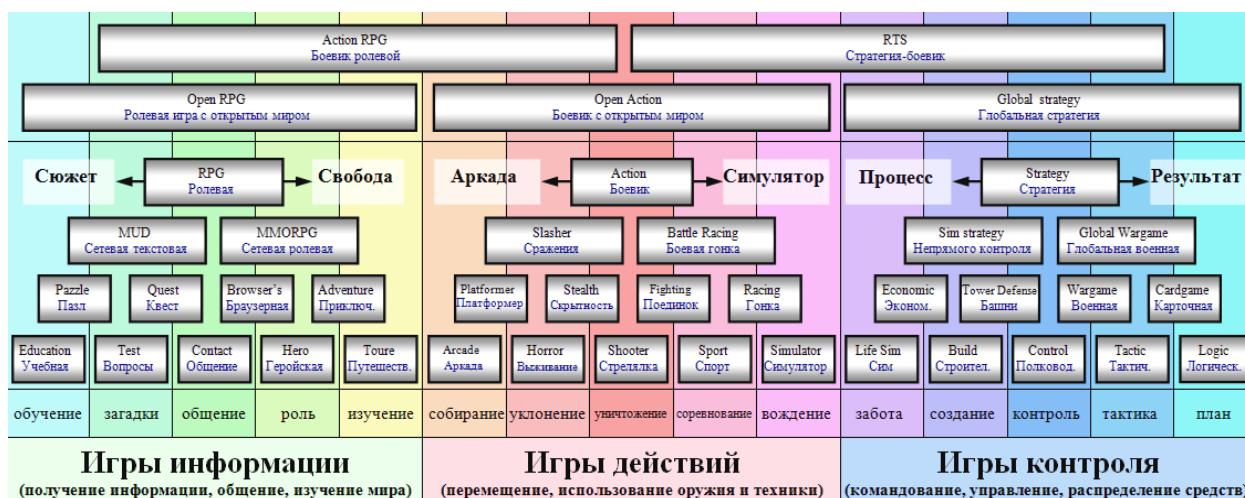 Action RPG
Боевик ролевой
RTS
Стратегия-боевик
Open RPG
Ролевая игра с открытым миром
Open Action
Боевик с открытым миром
Global strategy
Глобальная стратегия
Сюжет
RPG
Ролевая
Свобода
Аркада
Action
Боевик
Симулятор
Процесс
Strategy
Стратегия
Результат
MUD
Сетевая текстовая
MMORPG
Сетевая ролевая
Slasher
Сражения
Battle Racing
Боевая гонка
Sim strategy
Непрямого контроля
Global Wargame
Глобальная военная
Pazzle
Пазл
Quest
Квест
Browser's
Браузерная
Adventure
Приключ.
Platformer
Платформер
Stealth
Скрытность
Fighting
Поединок
Racing
Гонка
Economic
Эконом.
Tower Defense
Башни
Wargame
Военная
Cardgame
Карточная
Education
Учебная
Test
Вопросы
Contact
Общение
Hero
Геройская
Toure
Путешеств.
Arcade
Аркада
Horror
Выживание
Shooter
Стрелялка
Sport
Спорт
Simulator
Симулятор
Life Sim
Сим
Build
Строител.
Control
Полковод.
Tactic
Тактич.
Logic
Логическ.
обучение загадки общение роль изучение собирание уклонение уничтожение соревнование вождение забота создание контроль тактика план
Игры информации
(получение информации, общение, изучение мира)
Игры действий
(перемещение, использование оружия и техники)
Игры контроля
(командование, управление, распределение средств)